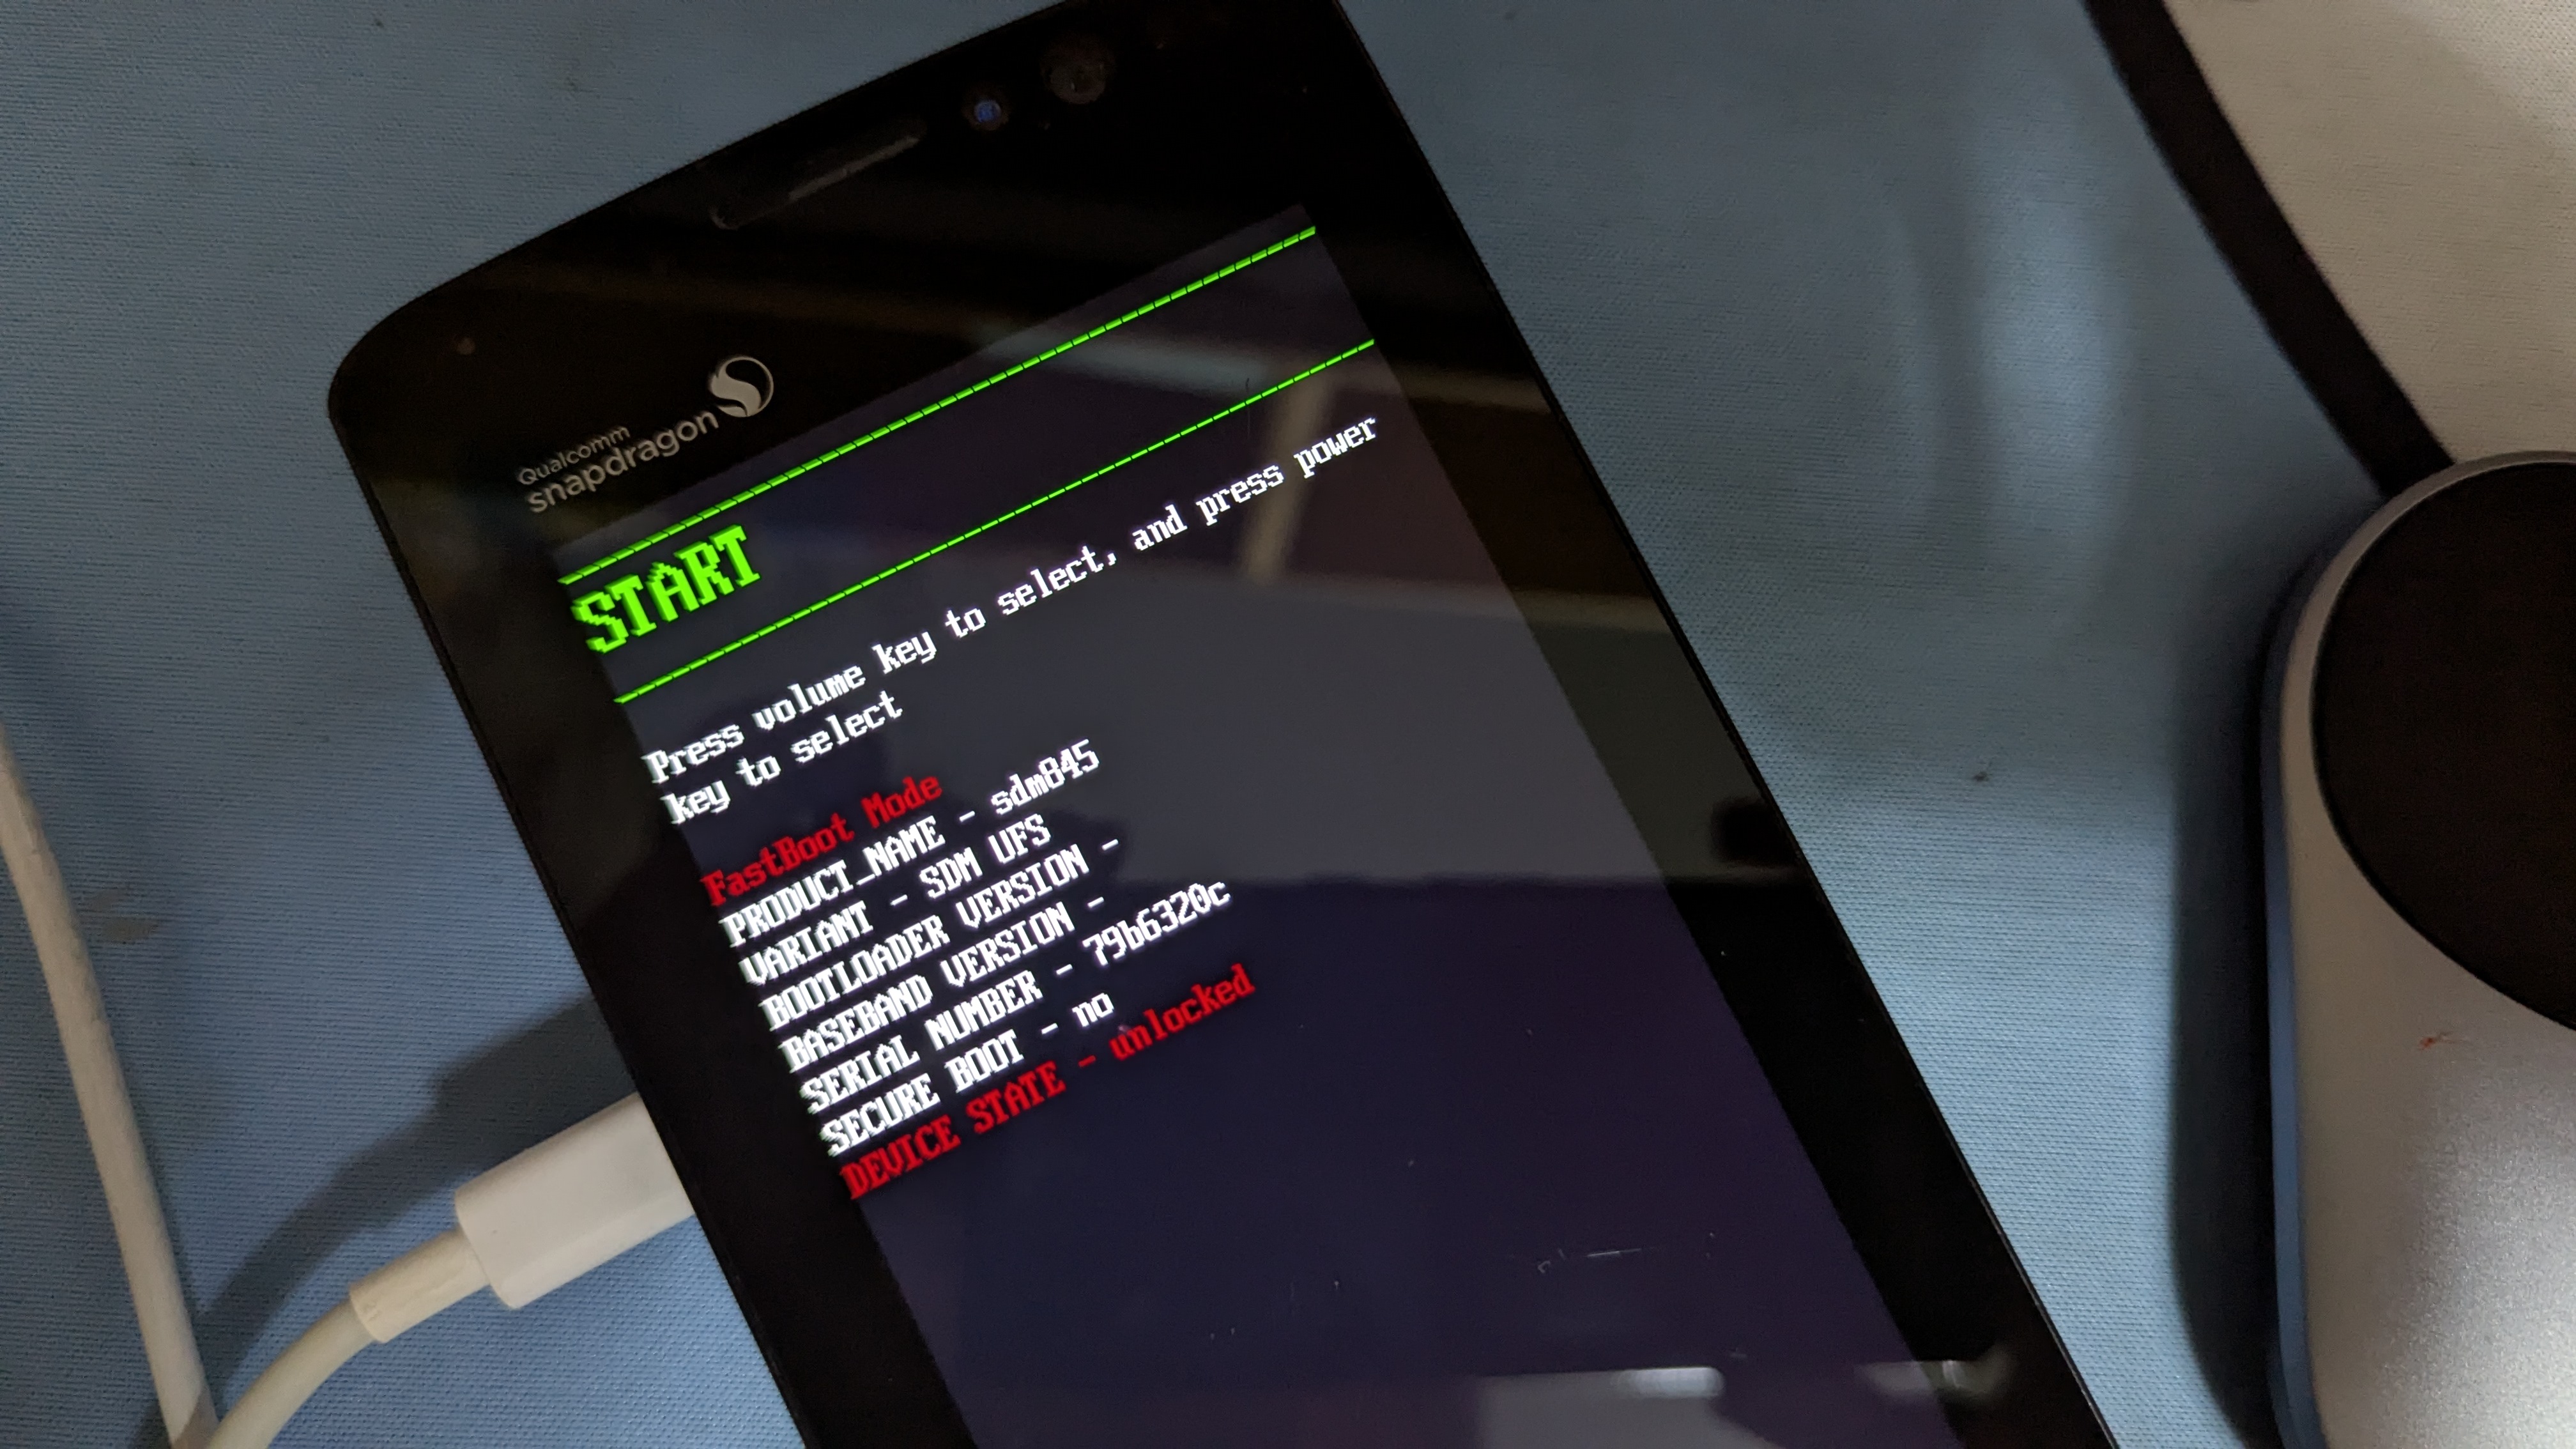 Qualcomm
snapdragon
START
Press volume key to select, and press power
key to select
FastBoot Mode
PRODUCT_NAME - sdm845
VARIANT - SDM UFS
BOOTLOADER VERSION -
BASEBAND VERSION -
SERIAL NUMBER - 79b6320c
SECURE BOOT - no
DEVICE STATE - unlocked